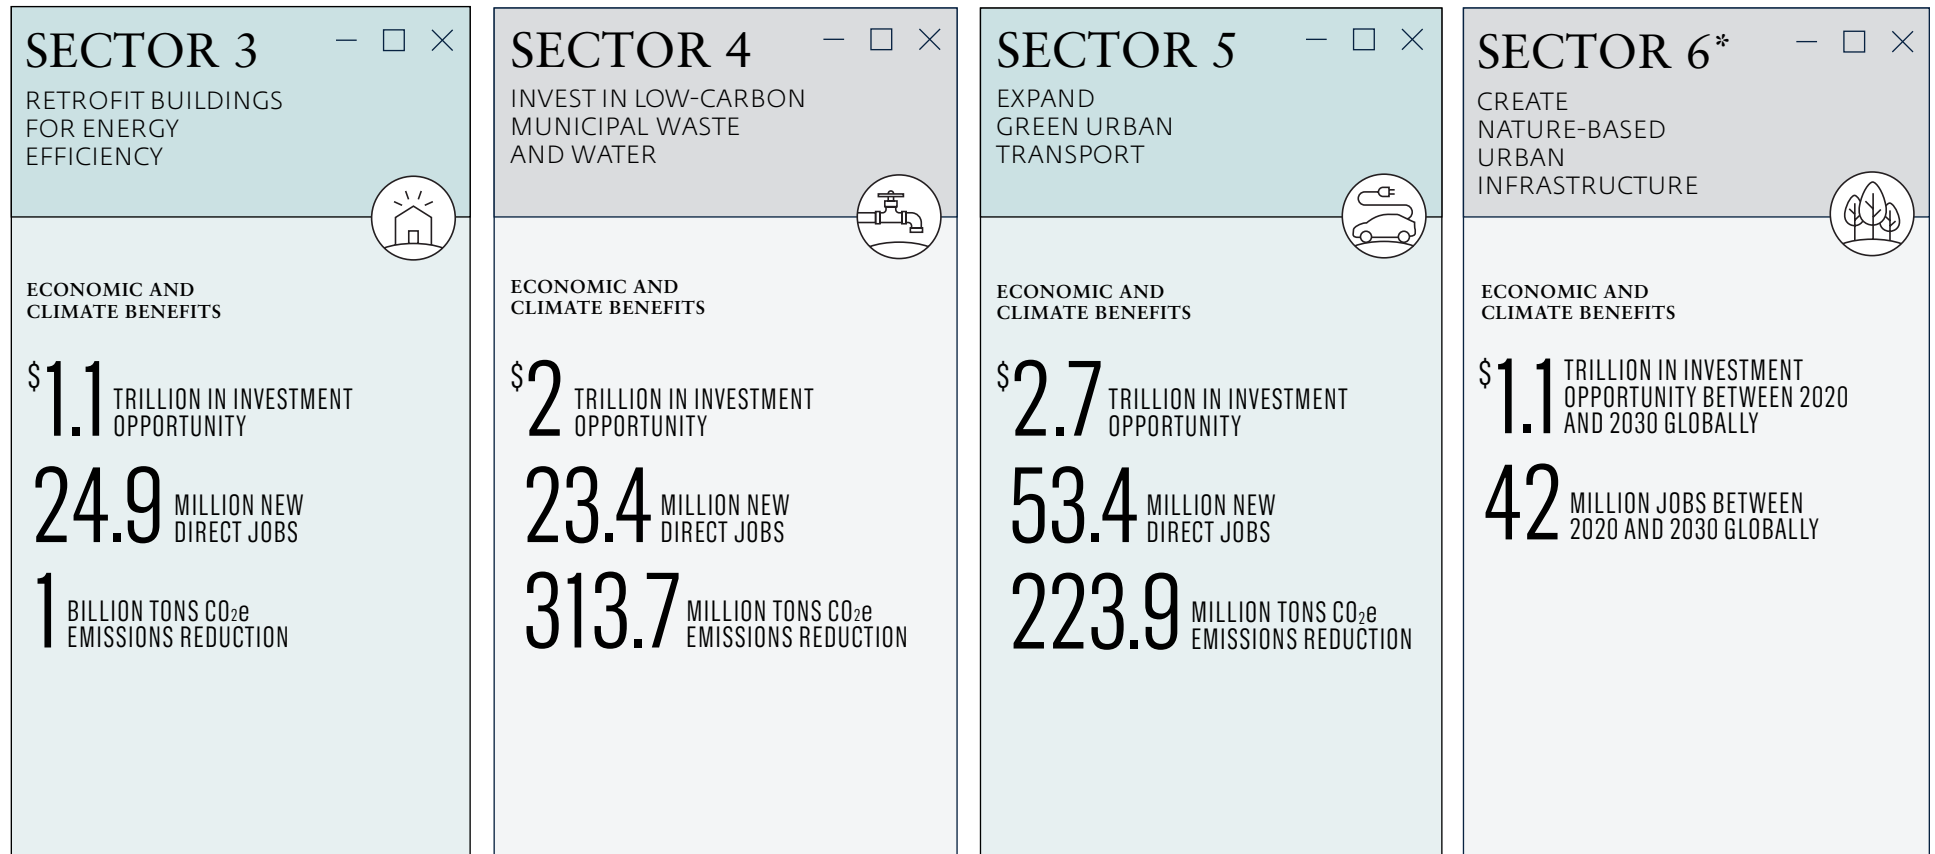 SECTOR 3
RETROFIT BUILDINGS
FOR ENERGY
EFFICIENCY
ECONOMIC AND
CLIMATE BENEFITS
$1.1 TRILLION IN INVESTMENT
OPPORTUNITY
24.9 MILLION NEW
DIRECT JOBS
1 BILLION TONS CO₂e
EMISSIONS REDUCTION
SECTOR 4
INVEST IN LOW-CARBON
MUNICIPAL WASTE
AND WATER
ECONOMIC AND
CLIMATE BENEFITS
$2 TRILLION IN INVESTMENT
OPPORTUNITY
23.4 MILLION NEW
DIRECT JOBS
313.7 MILLION TONS CO₂e
EMISSIONS REDUCTION
SECTOR 5
EXPAND
GREEN URBAN
TRANSPORT
ECONOMIC AND
CLIMATE BENEFITS
$2.7 TRILLION IN INVESTMENT
OPPORTUNITY
53.4 MILLION NEW
DIRECT JOBS
223.9 MILLION TONS CO₂e
EMISSIONS REDUCTION
SECTOR 6*
CREATE
NATURE-BASED
URBAN
INFRASTRUCTURE
ECONOMIC AND
CLIMATE BENEFITS
$1.1 TRILLION IN INVESTMENT
OPPORTUNITY BETWEEN 2020
AND 2030 GLOBALLY
42 MILLION JOBS BETWEEN
2020 AND 2030 GLOBALLY